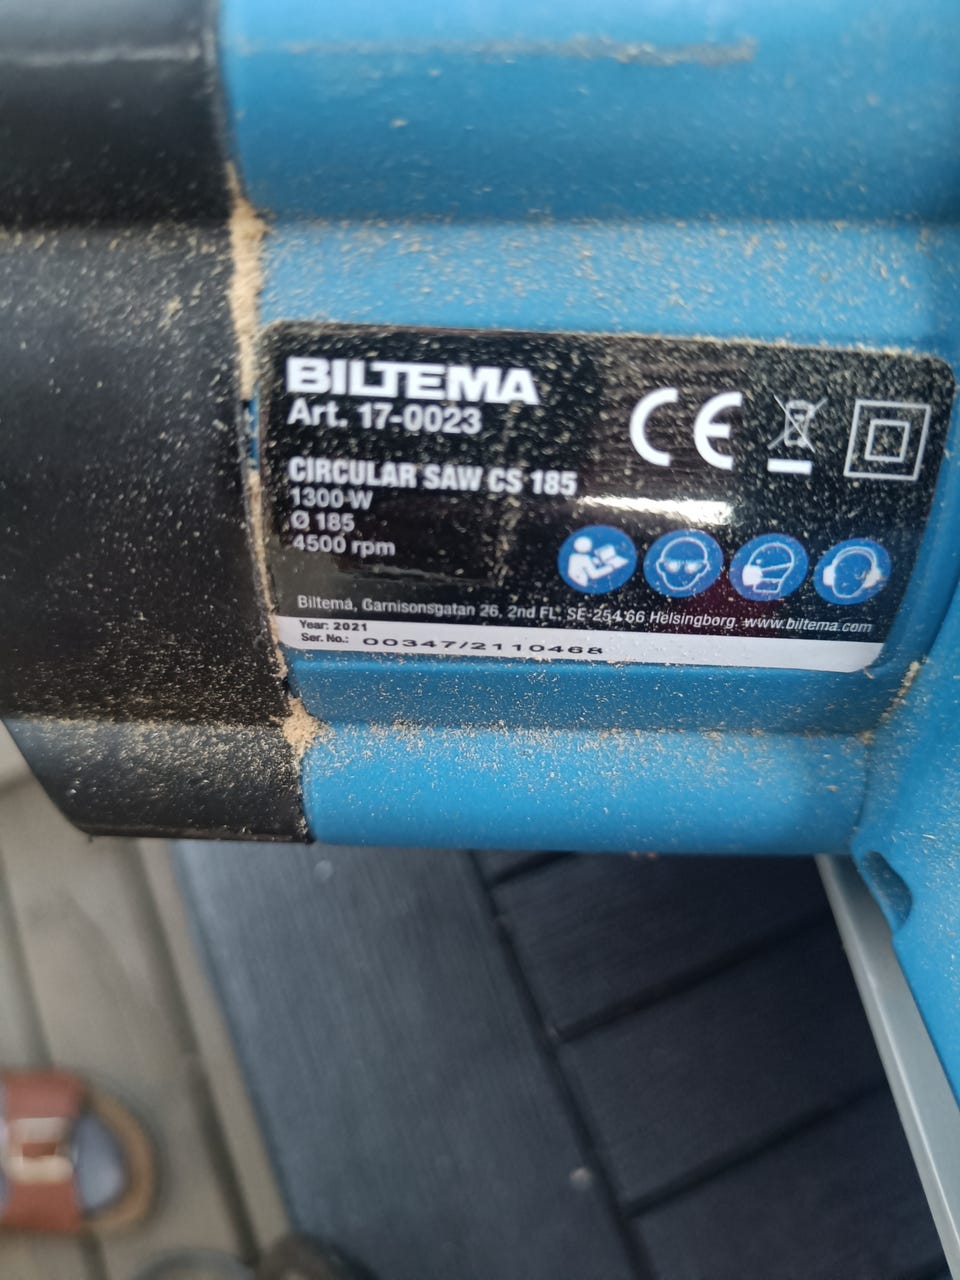 BILTEMA
Art. 17-0023
CE
CIRCULAR SAW CS 185
1300 W
Ø 185
4500 rpm
Biltema, Garnisonsgatan 26, 2nd FL, SE-254 66 Helsingborg. www.biltema.com
Year: 2021
Ser. No.: 00347/2110468